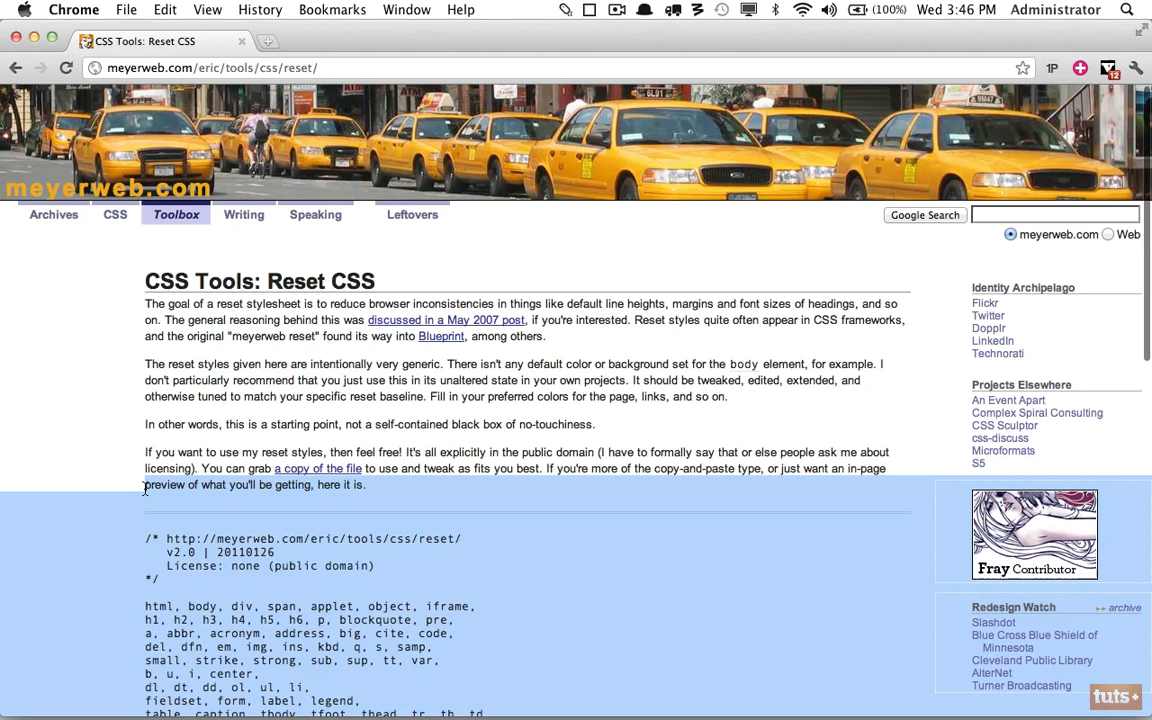 Chrome File Edit View History Bookmarks Window Help (100%) Wed 3:46 PM Administrator
CSS Tools: Reset CSS
meyerweb.com/eric/tools/css/reset/
1P
12
6L91
9M47
meyerweb.com
Archives CSS Toolbox Writing Speaking Leftovers
Google Search
meyerweb.com Web
CSS Tools: Reset CSS
The goal of a reset stylesheet is to reduce browser inconsistencies in things like default line heights, margins and font sizes of headings, and so
on. The general reasoning behind this was discussed in a May 2007 post, if you're interested. Reset styles quite often appear in CSS frameworks,
and the original "meyerweb reset" found its way into Blueprint, among others.
The reset styles given here are intentionally very generic. There isn't any default color or background set for the body element, for example. I
don't particularly recommend that you just use this in its unaltered state in your own projects. It should be tweaked, edited, extended, and
otherwise tuned to match your specific reset baseline. Fill in your preferred colors for the page, links, and so on.
In other words, this is a starting point, not a self-contained black box of no-touchiness.
If you want to use my reset styles, then feel free! It's all explicitly in the public domain (I have to formally say that or else people ask me about
licensing). You can grab a copy of the file to use and tweak as fits you best. If you're more of the copy-and-paste type, or just want an in-page
preview of what you'll be getting, here it is.
/* http://meyerweb.com/eric/tools/css/reset/
v2.0 | 20110126
License: none (public domain)
*/
html, body, div, span, applet, object, iframe,
h1, h2, h3, h4, h5, h6, p, blockquote, pre,
a, abbr, acronym, address, big, cite, code,
del, dfn, em, img, ins, kbd, q, s, samp,
small, strike, strong, sub, sup, tt, var,
b, u, i, center,
dl, dt, dd, ol, ul, li,
fieldset, form, label, legend,
table, caption, tbody, tfoot, thead, tr, th, td,
Identity Archipelago
Flickr
Twitter
Dopplr
LinkedIn
Technorati
Projects Elsewhere
An Event Apart
Complex Spiral Consulting
CSS Sculptor
css-discuss
Microformats
S5
Fray Contributor
Redesign Watch archive
Slashdot
Blue Cross Blue Shield of
Minnesota
Cleveland Public Library
AlterNet
Turner Broadcasting
tuts+